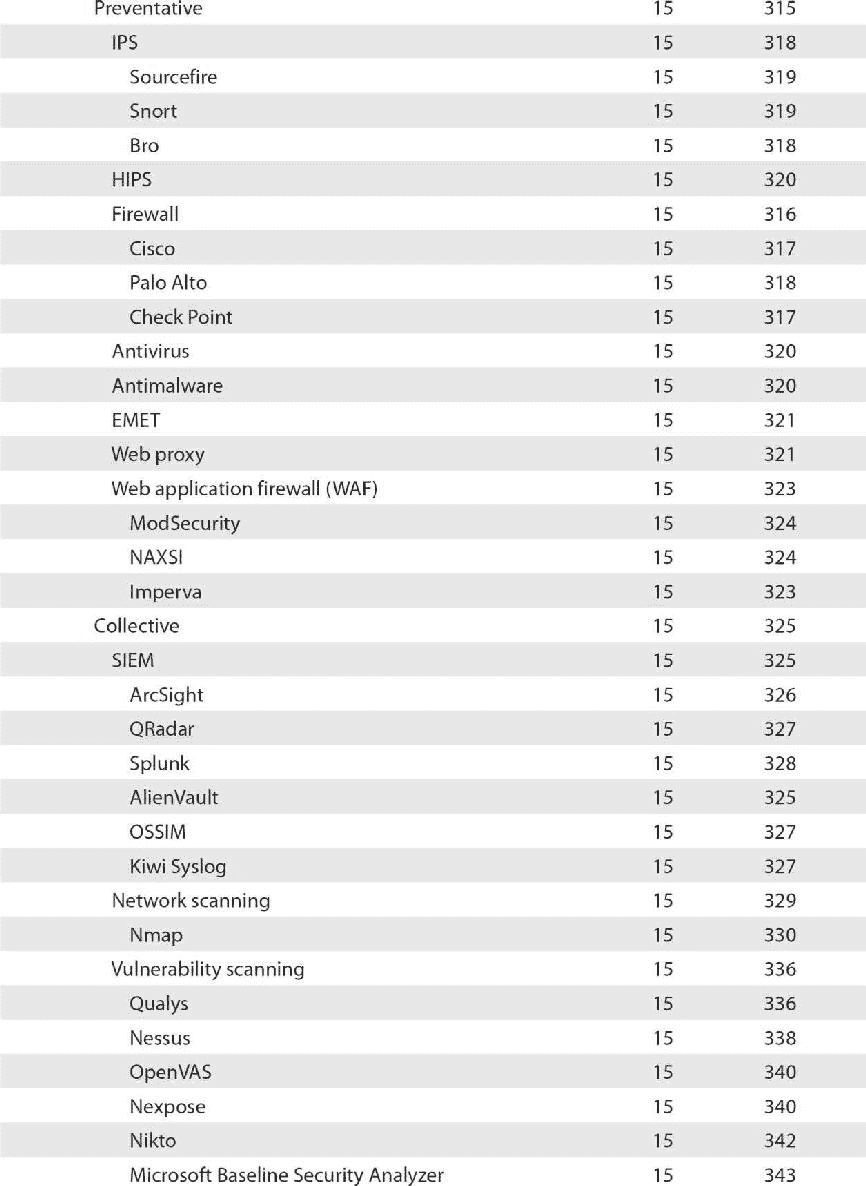 Preventative 15 315
IPS 15 318
Sourcefire 15 319
Snort 15 319
Bro 15 318
HIPS 15 320
Firewall 15 316
Cisco 15 317
Palo Alto 15 318
Check Point 15 317
Antivirus 15 320
Antimalware 15 320
EMET 15 321
Web proxy 15 321
Web application firewall (WAF) 15 323
ModSecurity 15 324
NAXSI 15 324
Imperva 15 323
Collective 15 325
SIEM 15 325
ArcSight 15 326
QRadar 15 327
Splunk 15 328
AlienVault 15 325
OSSIM 15 327
Kiwi Syslog 15 327
Network scanning 15 329
Nmap 15 330
Vulnerability scanning 15 336
Qualys 15 336
Nessus 15 338
OpenVAS 15 340
Nexpose 15 340
Nikto 15 342
Microsoft Baseline Security Analyzer 15 343